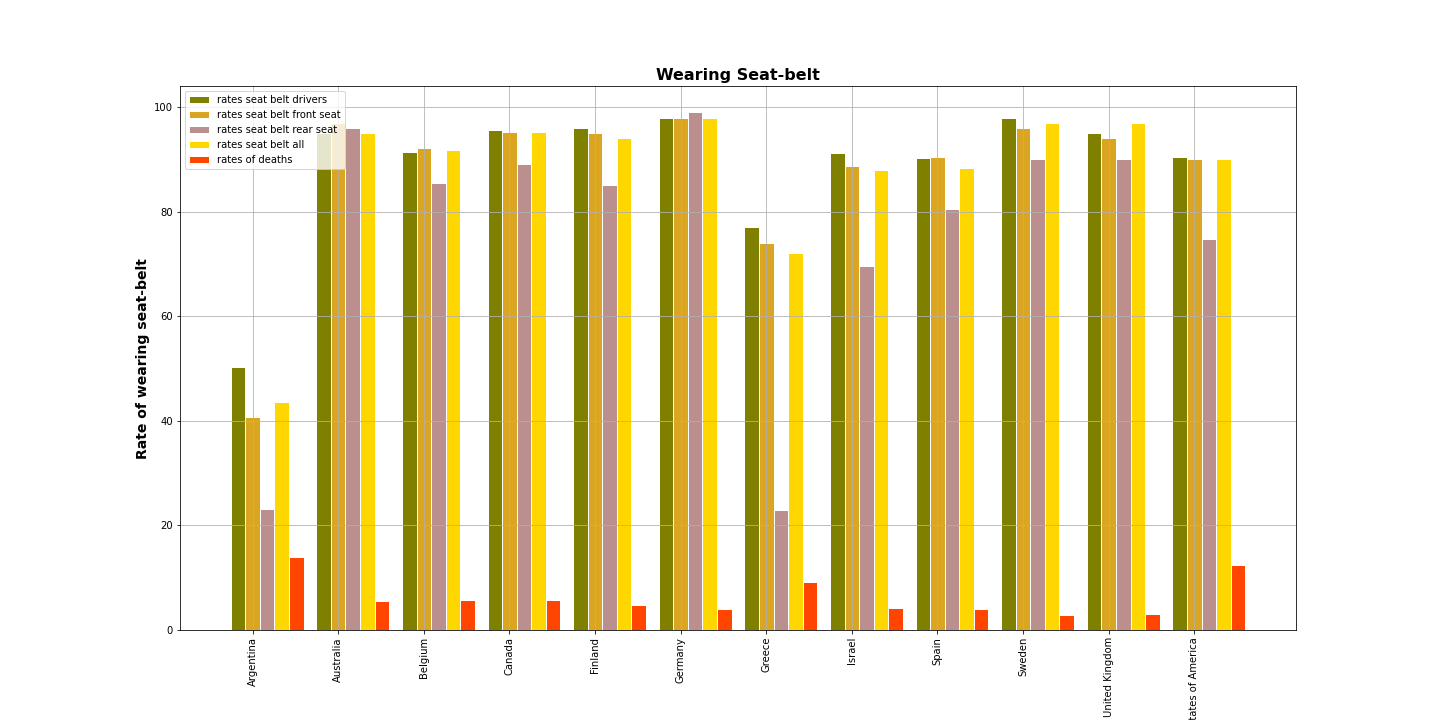 Wearing Seat-belt
rates seat belt drivers
rates seat belt front seat
rates seat belt rear seat
rates seat belt all
rates of deaths
Rate of wearing seat-belt
100
80
60
40
20
0
Argentina
Australia
Belgium
Canada
Finland
Germany
Greece
Israel
Spain
Sweden
United Kingdom
of America